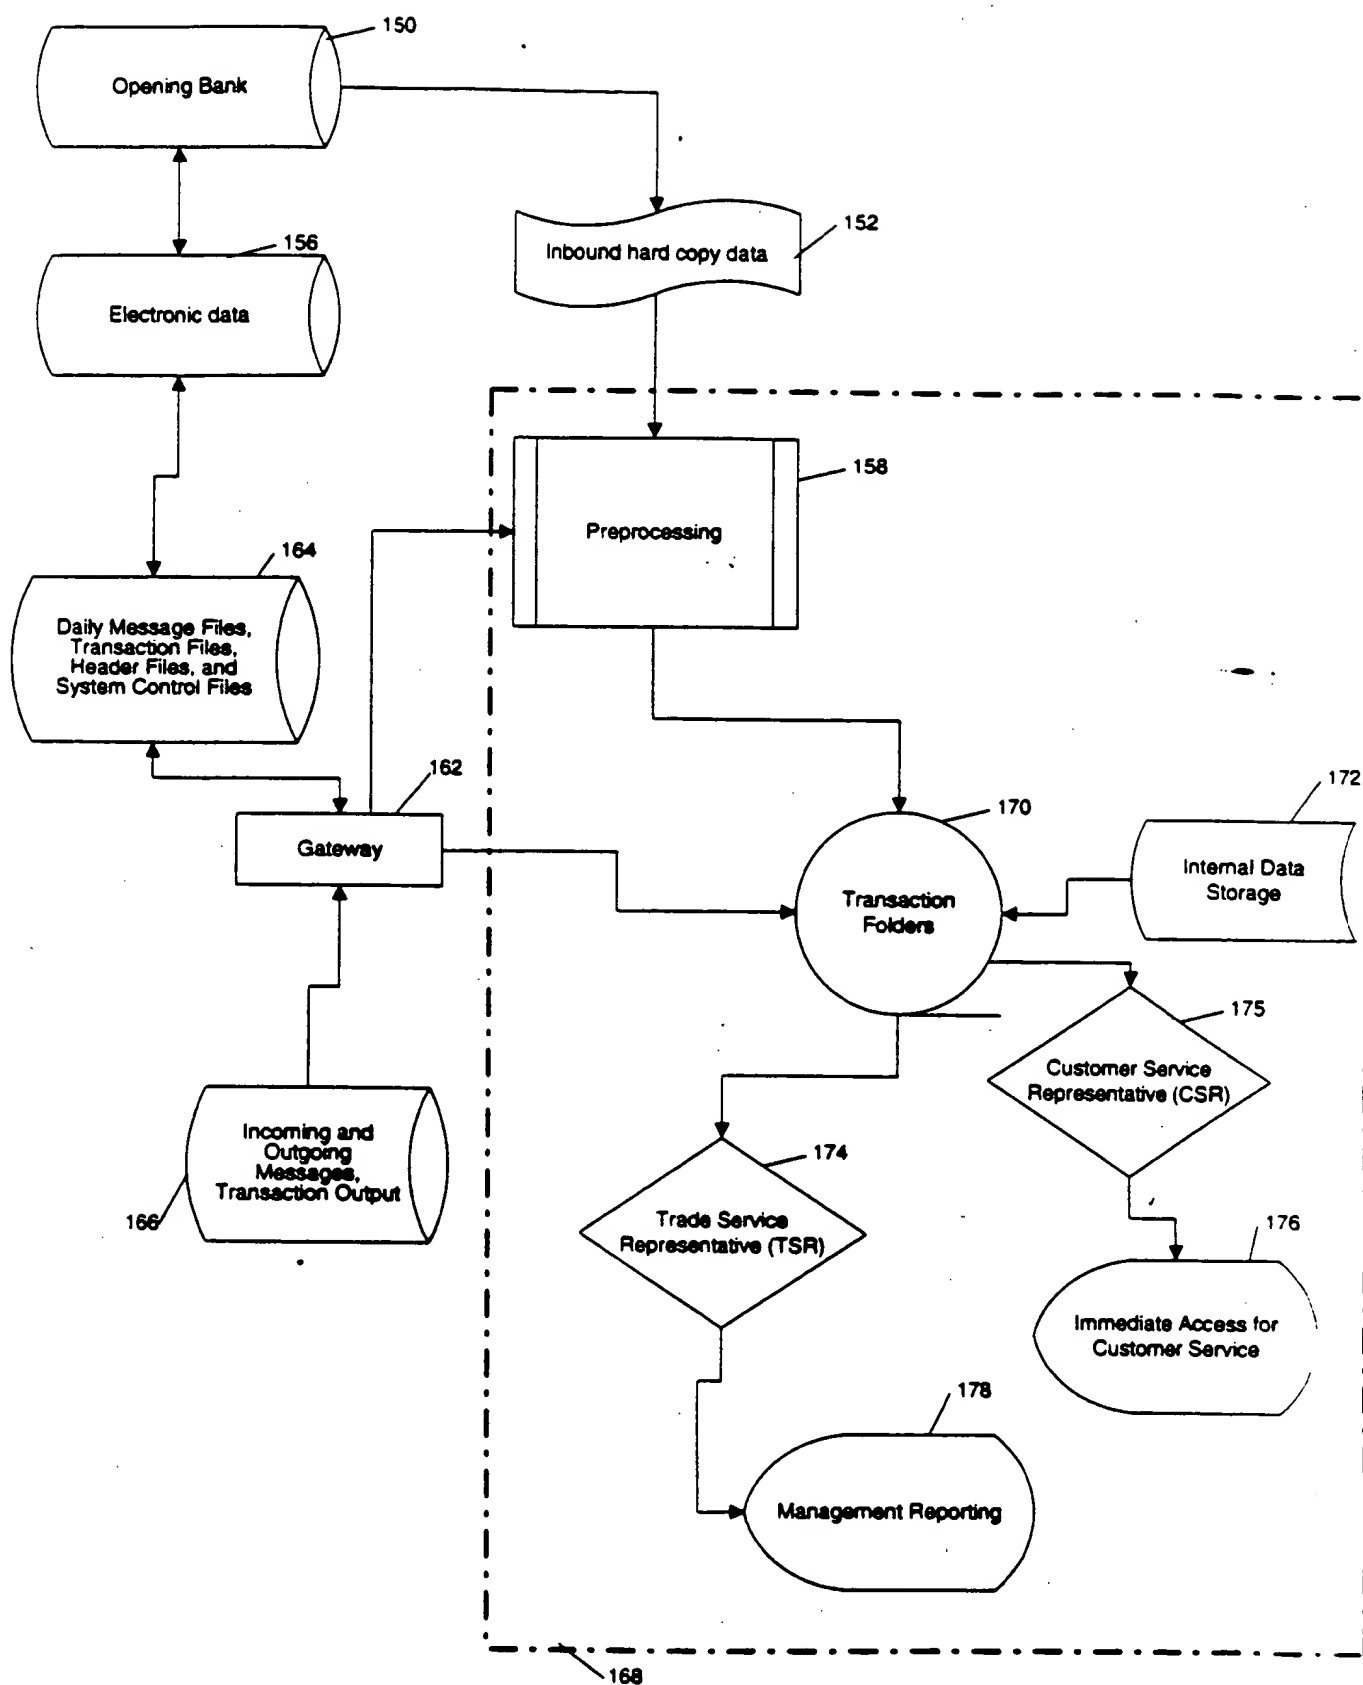 150
Opening Bank
152
156
Inbound hard copy data
Electronic data
158
Preprocessing
164
Daily Message Files,
Transaction Files,
Header Files, and
System Control Files
162
Gateway
170
Transaction
Folders
172
Internal Data
Storage
175
Customer Service
Representative (CSR)
Incoming and
Outgoing
Messages,
Transaction Output
166
174
Trade Service
Representative (TSR)
176
Immediate Access for
Customer Service
178
Management Reporting
168